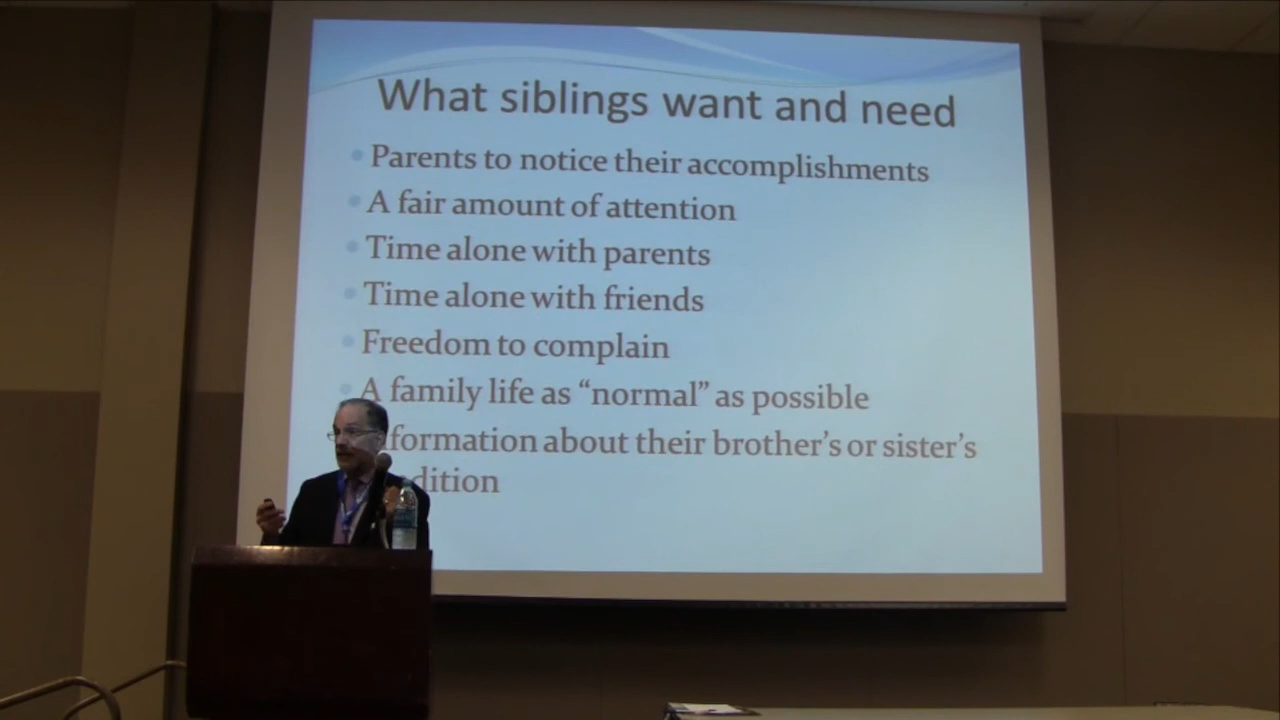 What siblings want and need
Parents to notice their accomplishments
A fair amount of attention
Time alone with parents
Time alone with friends
Freedom to complain
A family life as “normal” as possible
about their brother’s or sister’s